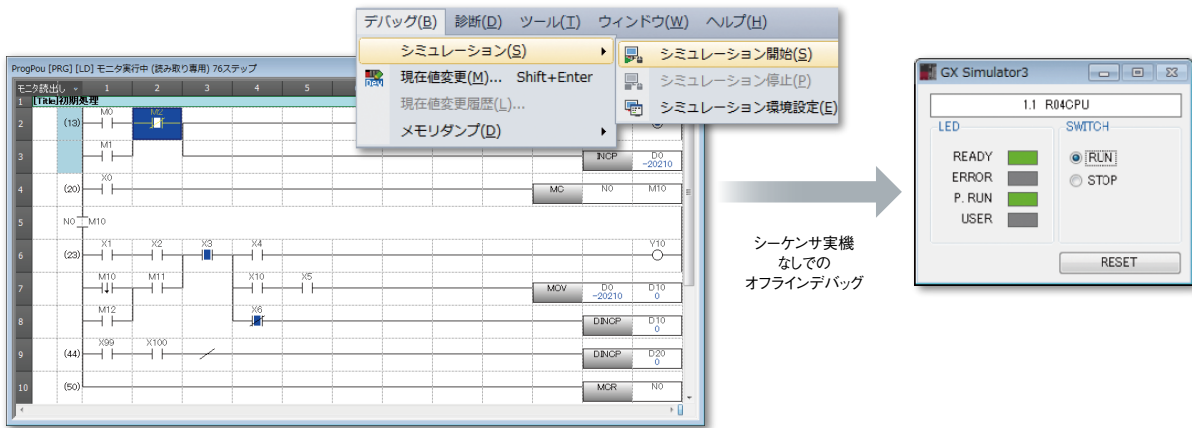 デバッグ(B) 診断(D) ツール(T) ウィンドウ(W) ヘルプ(H)
シミュレーション(S)
現在値変更(M)... Shift+Enter
現在値変更履歴(L)...
メモリダンプ(D)
シミュレーション開始(S)
シミュレーション停止(P)
シミュレーション環境設定(E)
ProgPou [PRG] [LD] モニタ実行中 (読み取り専用) 76ステップ
モニタ読出し 1 2 3 4 5
1 [Title]初期処理
M0 M2
2 (13)
M1
3 INCP D0
-20210
X0
4 (20) MC N0 M10
5 N0 M10
X1 X2 X3 X4 Y10
6 (23)
M10 M11 X10 X5
7 MOV D0 D10
-20210 0
M12 X6
8 DINCP D10
0
X99 X100
9 (44) DINCP D20
0
10 (50) MCR N0
シーケンサ実機
なしでの
オフラインデバッグ
GX Simulator3
1.1 R04CPU
LED SWITCH
READY RUN
ERROR STOP
P. RUN
USER
RESET